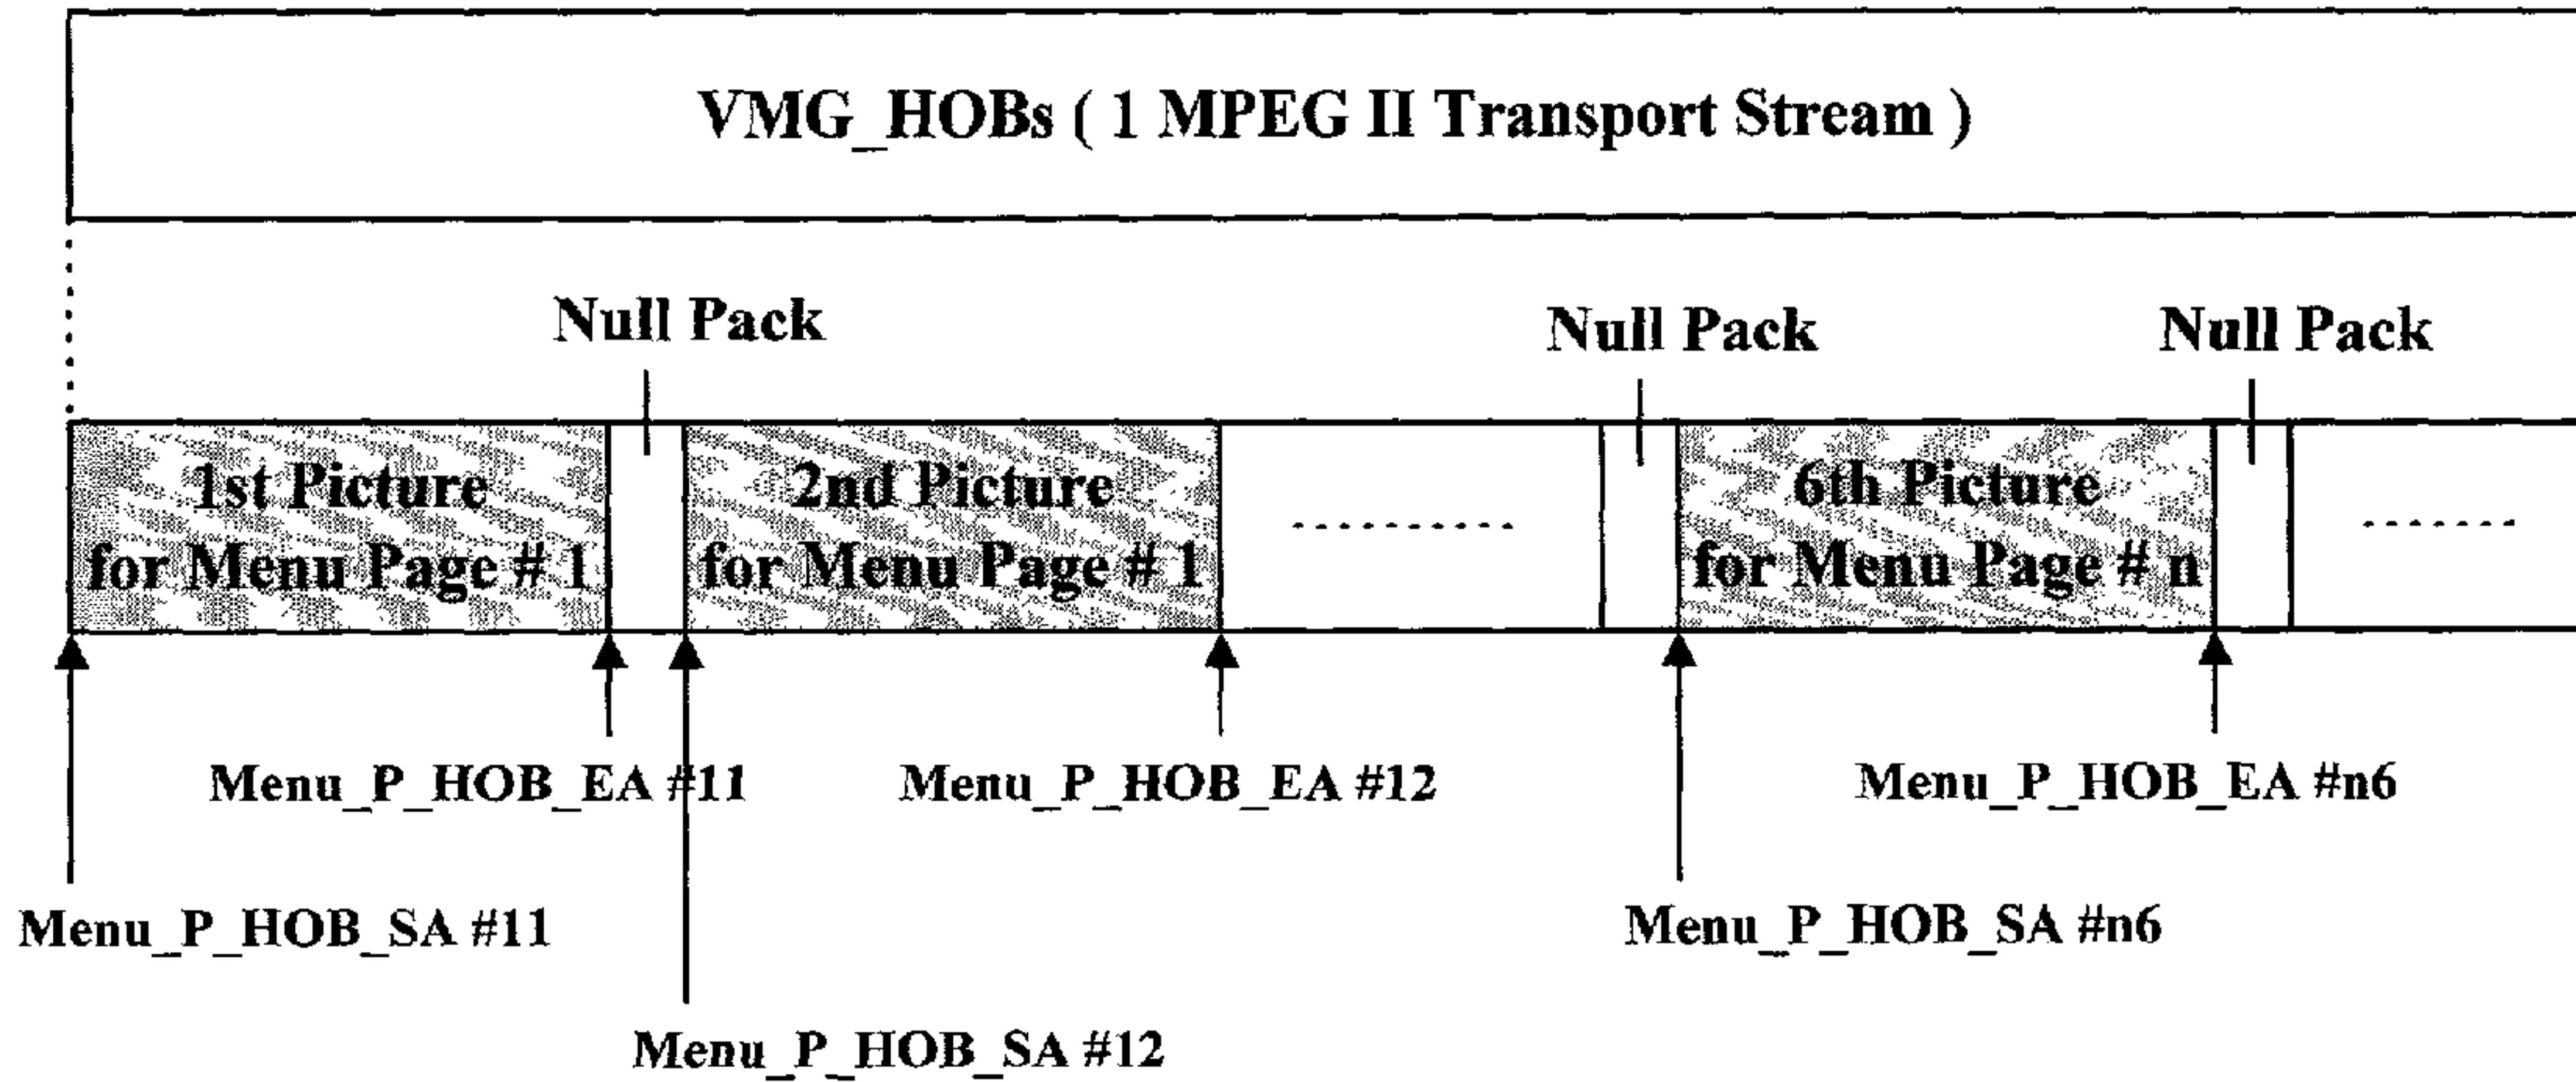 VMG_HOBs ( 1 MPEG II Transport Stream )
Null Pack
Null Pack
Null Pack
1st Picture
for Menu Page # 1
2nd Picture
for Menu Page # 1
6th Picture
for Menu Page # n
Menu_P_HOB_EA #11
Menu_P_HOB_EA #12
Menu_P_HOB_EA #n6
Menu_P_HOB_SA #11
Menu_P_HOB_SA #n6
Menu_P_HOB_SA #12